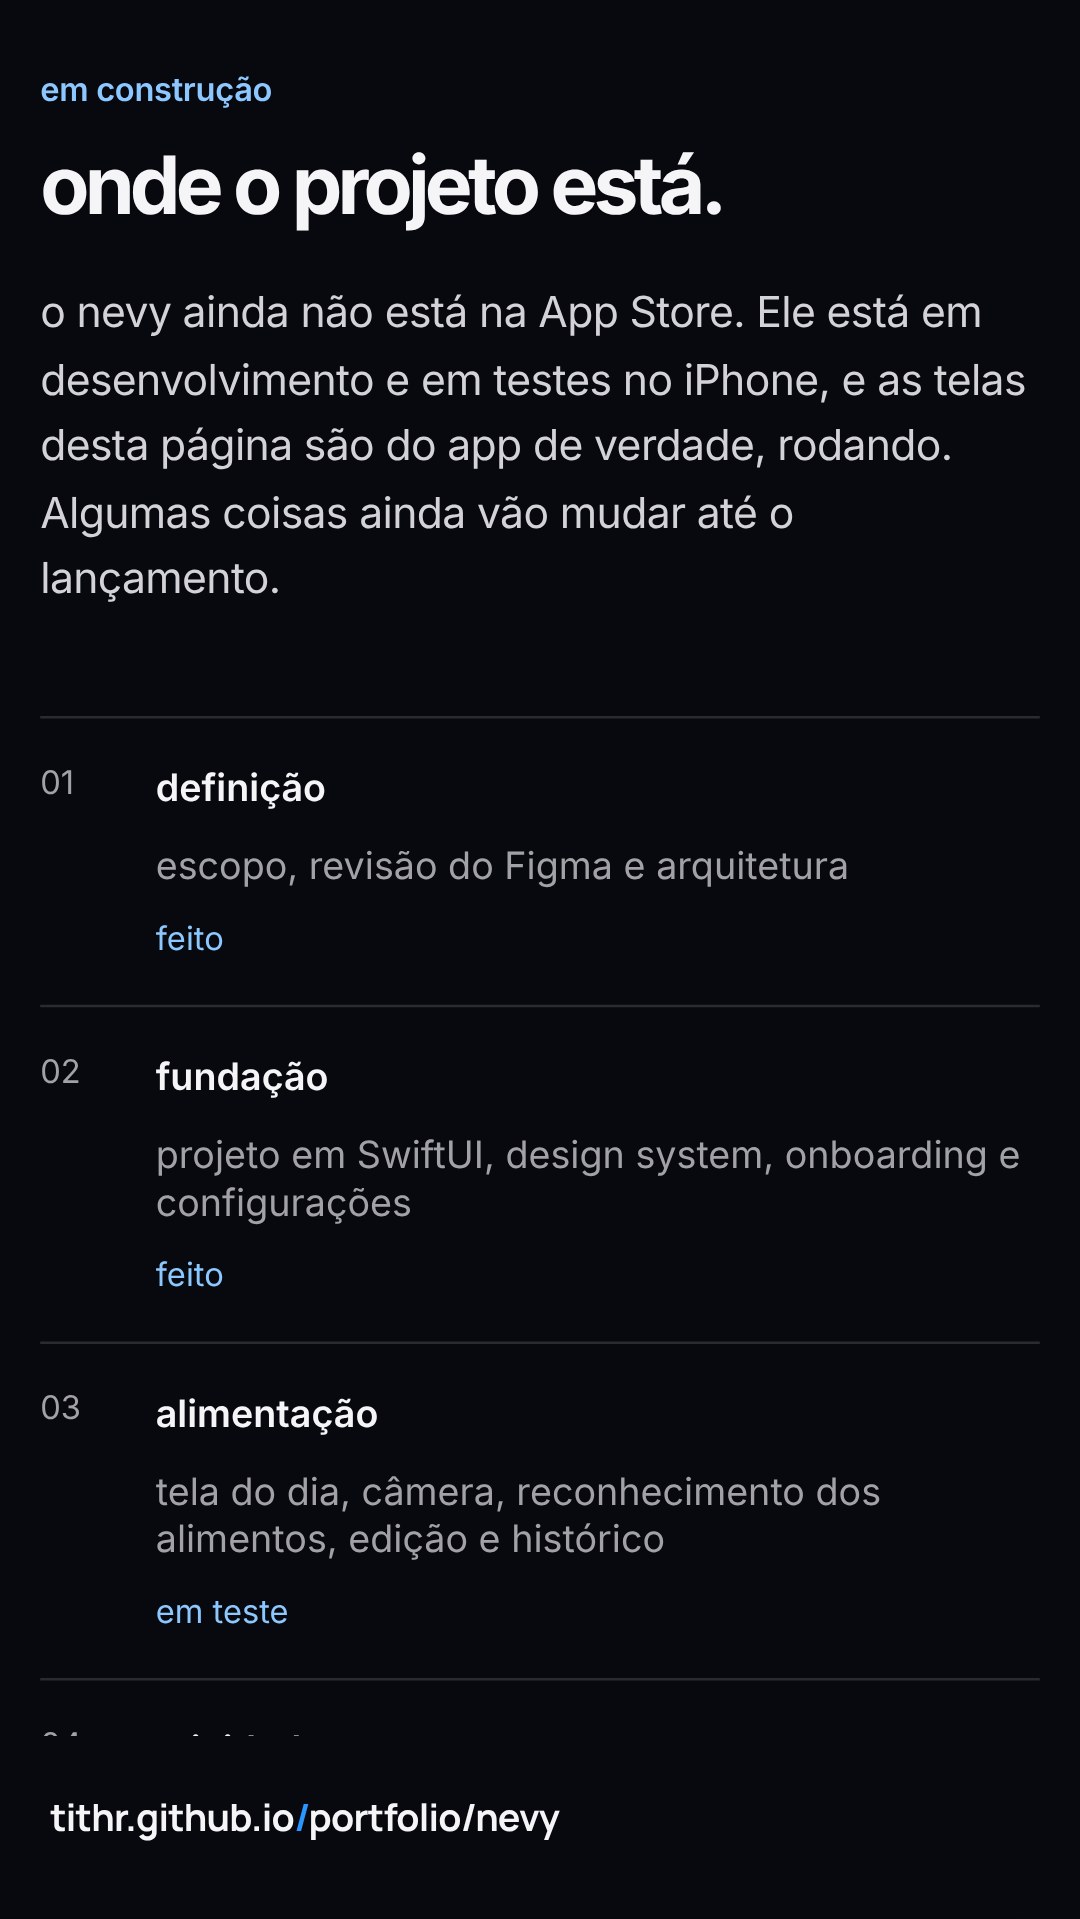 em construção
onde o projeto está.
o nevy ainda não está na App Store. Ele está em
desenvolvimento e em testes no iPhone, e as telas
desta página são do app de verdade, rodando.
Algumas coisas ainda vão mudar até o
lançamento.
01
definição
escopo, revisão do Figma e arquitetura
feito
02
fundação
projeto em SwiftUI, design system, onboarding e
configurações
feito
03
alimentação
tela do dia, câmera, reconhecimento dos
alimentos, edição e histórico
em teste
tithr.github.io/portfolio/nevy